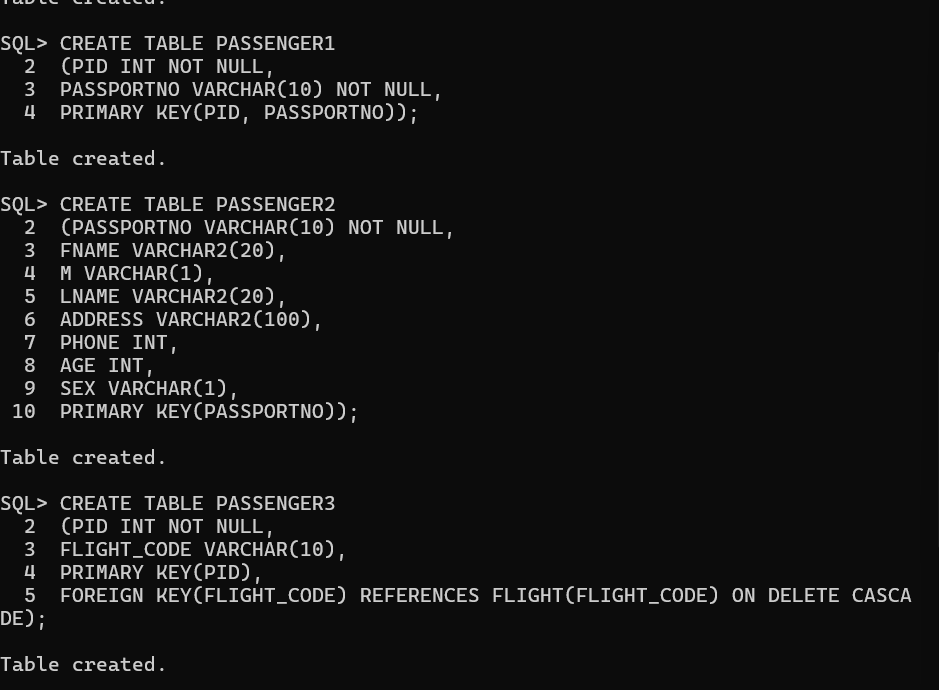 Table created.
SQL> CREATE TABLE PASSENGER1
2 (PID INT NOT NULL,
3 PASSPORTNO VARCHAR(10) NOT NULL,
4 PRIMARY KEY(PID, PASSPORTNO));
Table created.
SQL> CREATE TABLE PASSENGER2
2 (PASSPORTNO VARCHAR(10) NOT NULL,
3 FNAME VARCHAR2(20),
4 M VARCHAR(1),
5 LNAME VARCHAR2(20),
6 ADDRESS VARCHAR2(100),
7 PHONE INT,
8 AGE INT,
9 SEX VARCHAR(1),
10 PRIMARY KEY(PASSPORTNO));
Table created.
SQL> CREATE TABLE PASSENGER3
2 (PID INT NOT NULL,
3 FLIGHT_CODE VARCHAR(10),
4 PRIMARY KEY(PID),
5 FOREIGN KEY(FLIGHT_CODE) REFERENCES FLIGHT(FLIGHT_CODE) ON DELETE CASCA
DE);
Table created.